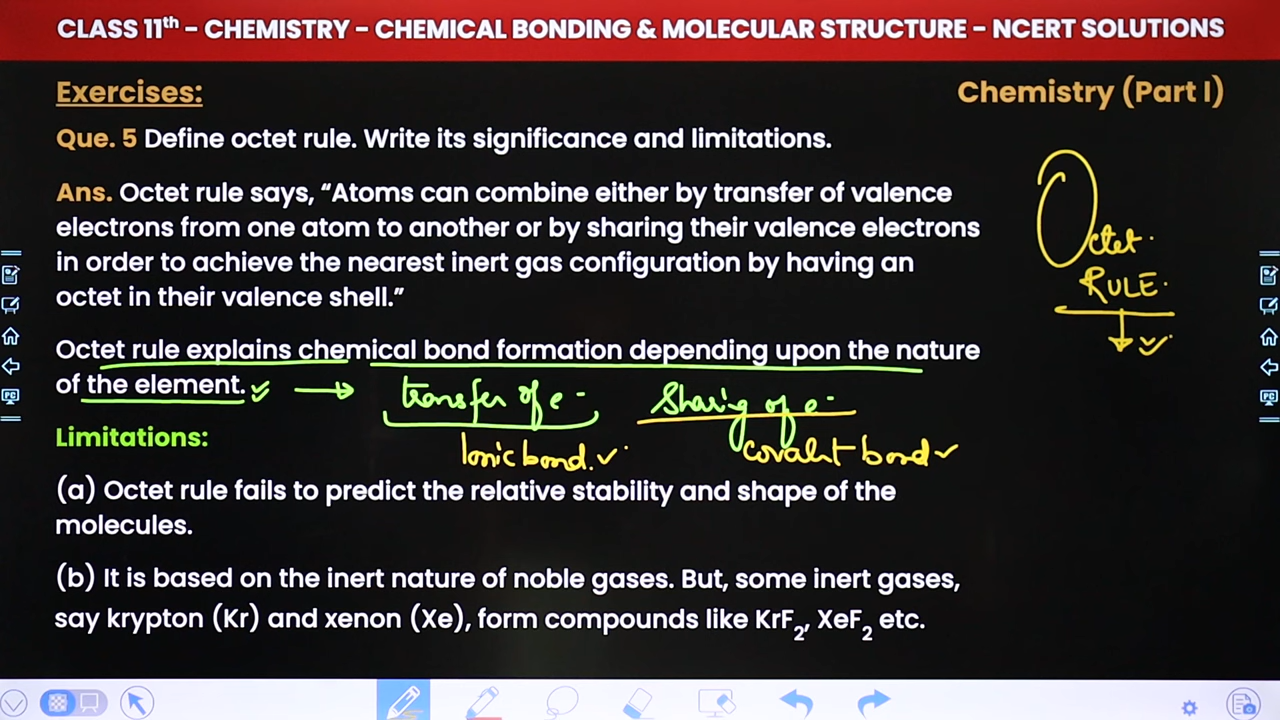 CLASS 11th – CHEMISTRY – CHEMICAL BONDING & MOLECULAR STRUCTURE – NCERT SOLUTIONS
Exercises:
Chemistry (Part I)
Que. 5 Define octet rule. Write its significance and limitations.
Ans. Octet rule says, “Atoms can combine either by transfer of valence
electrons from one atom to another or by sharing their valence electrons
in order to achieve the nearest inert gas configuration by having an
octet in their valence shell.”
Octet
RULE.
Octet rule explains chemical bond formation depending upon the nature
of the element.
transfer of e-
Sharing of e-
Ionic bond.
covalent bond
Limitations:
(a) Octet rule fails to predict the relative stability and shape of the
molecules.
(b) It is based on the inert nature of noble gases. But, some inert gases,
say krypton (Kr) and xenon (Xe), form compounds like KrF2, XeF2 etc.